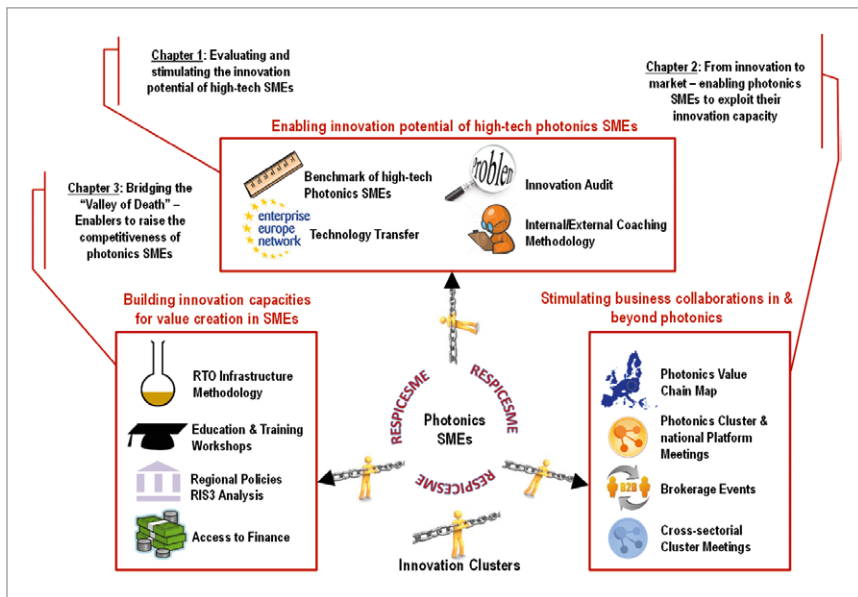 Chapter 1: Evaluating and
stimulating the innovation
potential of high-tech SMEs
Chapter 2: From innovation to
market – enabling photonics
SMEs to exploit their
innovation capacity
Enabling innovation potential of high-tech photonics SMEs
Benchmark of high-tech
Photonics SMEs
Problem
Innovation Audit
enterprise
europe
network
Technology Transfer
Internal/External Coaching
Methodology
Chapter 3: Bridging the
"Valley of Death" –
Enablers to raise the
competitiveness of
photonics SMEs
Building innovation capacities
for value creation in SMEs
RTO Infrastructure
Methodology
Education & Training
Workshops
Regional Policies
RIS3 Analysis
Access to Finance
RESPICESME
RESPICESME
Photonics
SMEs
RESPICESME
Innovation Clusters
Stimulating business collaborations in &
beyond photonics
Photonics Value
Chain Map
Photonics Cluster &
national Platform
Meetings
B2B
Brokerage Events
Cross-sectorial
Cluster Meetings